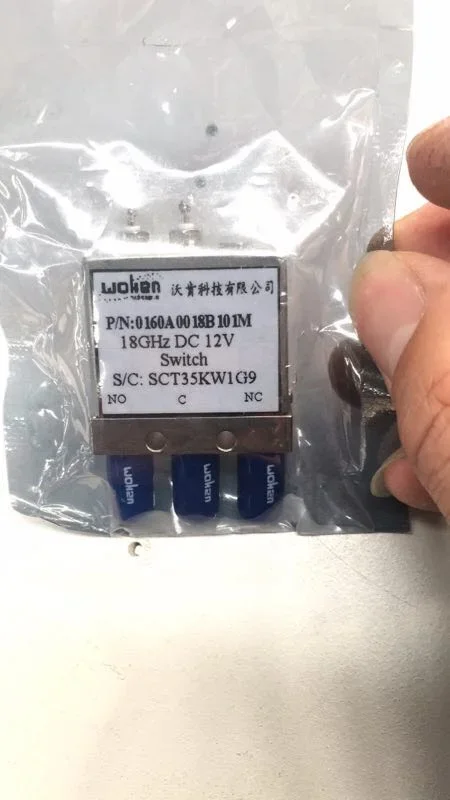 woken 沃肯科技有限公司
P/N:0160A0018B101M
18GHz DC 12V
Switch
S/C: SCT35KW1G9
NO C NC
woken woken woken